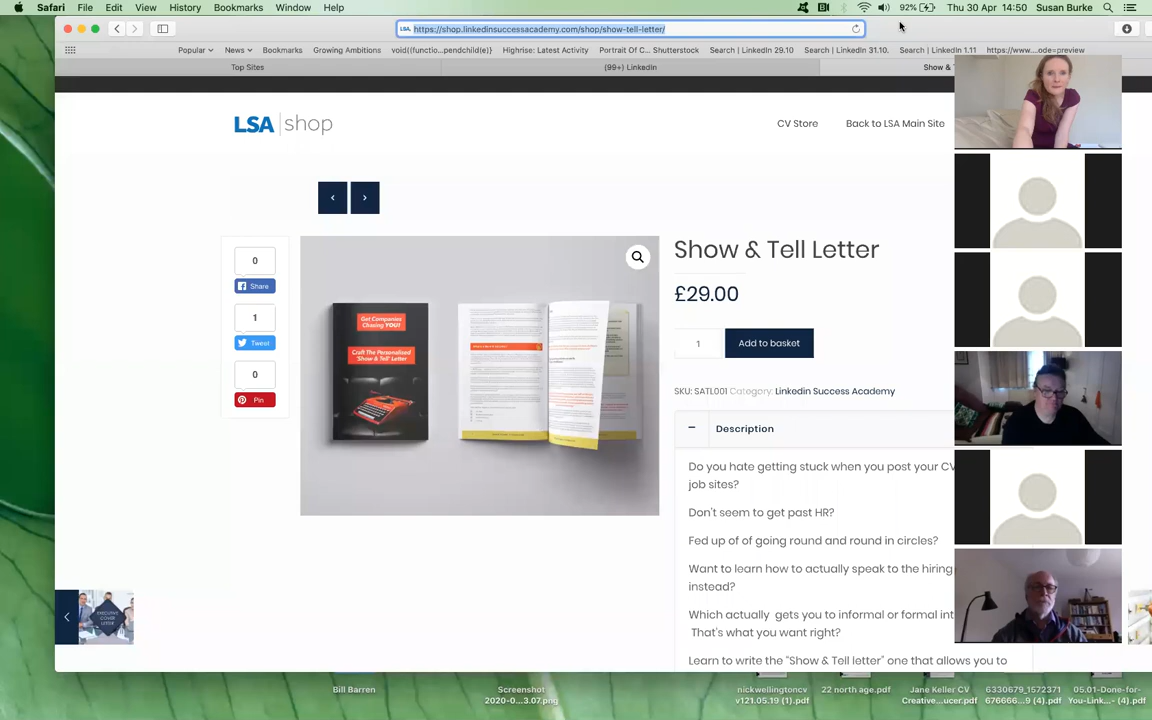 Safari File Edit View History Bookmarks Window Help 92% Thu 30 Apr 14:50 Susan Burke
LSA https://shop.linkedinsuccessacademy.com/shop/show-tell-letter/
Popular News Bookmarks Growing Ambitions void((functio...pendchild(e)) Highrise: Latest Activity Portrait Of C... Shutterstock Search | LinkedIn 29.10 Search | LinkedIn 31.10. Search | LinkedIn 1.11 https://www....ode=preview
Top Sites (99+) LinkedIn Show &
LSA shop CV Store Back to LSA Main Site
Show & Tell Letter
0
Share
£29.00
1
Tweet
Get Companies
Chasing YOU!
Craft The Personalised
'Show & Tell' Letter
1 Add to basket
0
Pin
SKU: SATL001 Category: Linkedin Success Academy
Description
Do you hate getting stuck when you post your CV
job sites?
Don't seem to get past HR?
Fed up of of going round and round in circles?
Want to learn how to actually speak to the hiring
instead?
Which actually gets you to informal or formal int
That's what you want right?
Learn to write the "Show & Tell letter" one that allows you to
EXECUTIVE
COVER
LETTER
Bill Barren
Screenshot
2020-0...3.07.png
nickwellingtoncv
v121.05.19 (1).pdf
22 north age.pdf
Jane Keller CV
Creative...ucer.pdf
6330679_1572371
676666...9 (4).pdf
05.01-Done-for-
You-Link...- (4).pdf